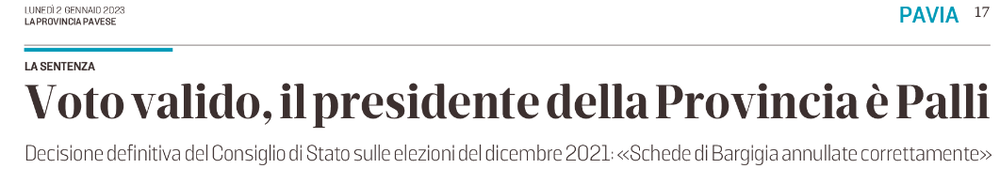 LUNEDÌ 2 GENNAIO 2023
LA PROVINCIA PAVESE
PAVIA 17
LA SENTENZA
Voto valido, il presidente della Provincia è Palli
Decisione definitiva del Consiglio di Stato sulle elezioni del dicembre 2021: «Schede di Bargigia annullate correttamente»